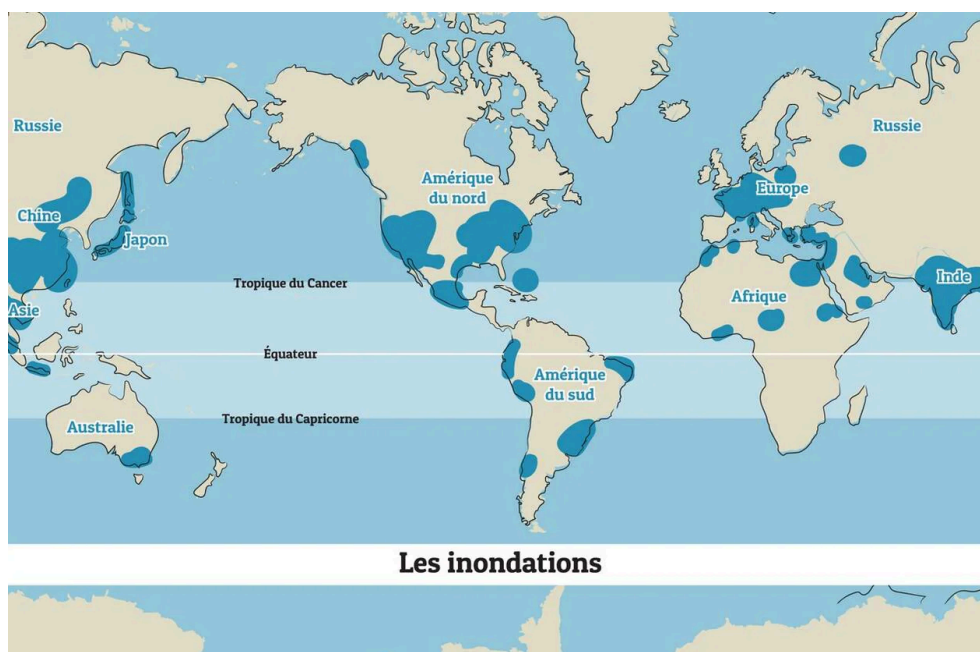 Russie
Russie
Amérique
du nord
Europe
Chîne
Japon
Inde
Tropique du Cancer
Asie
Afrique
Équateur
Amérique
du sud
Tropique du Capricorne
Australie
Les inondations